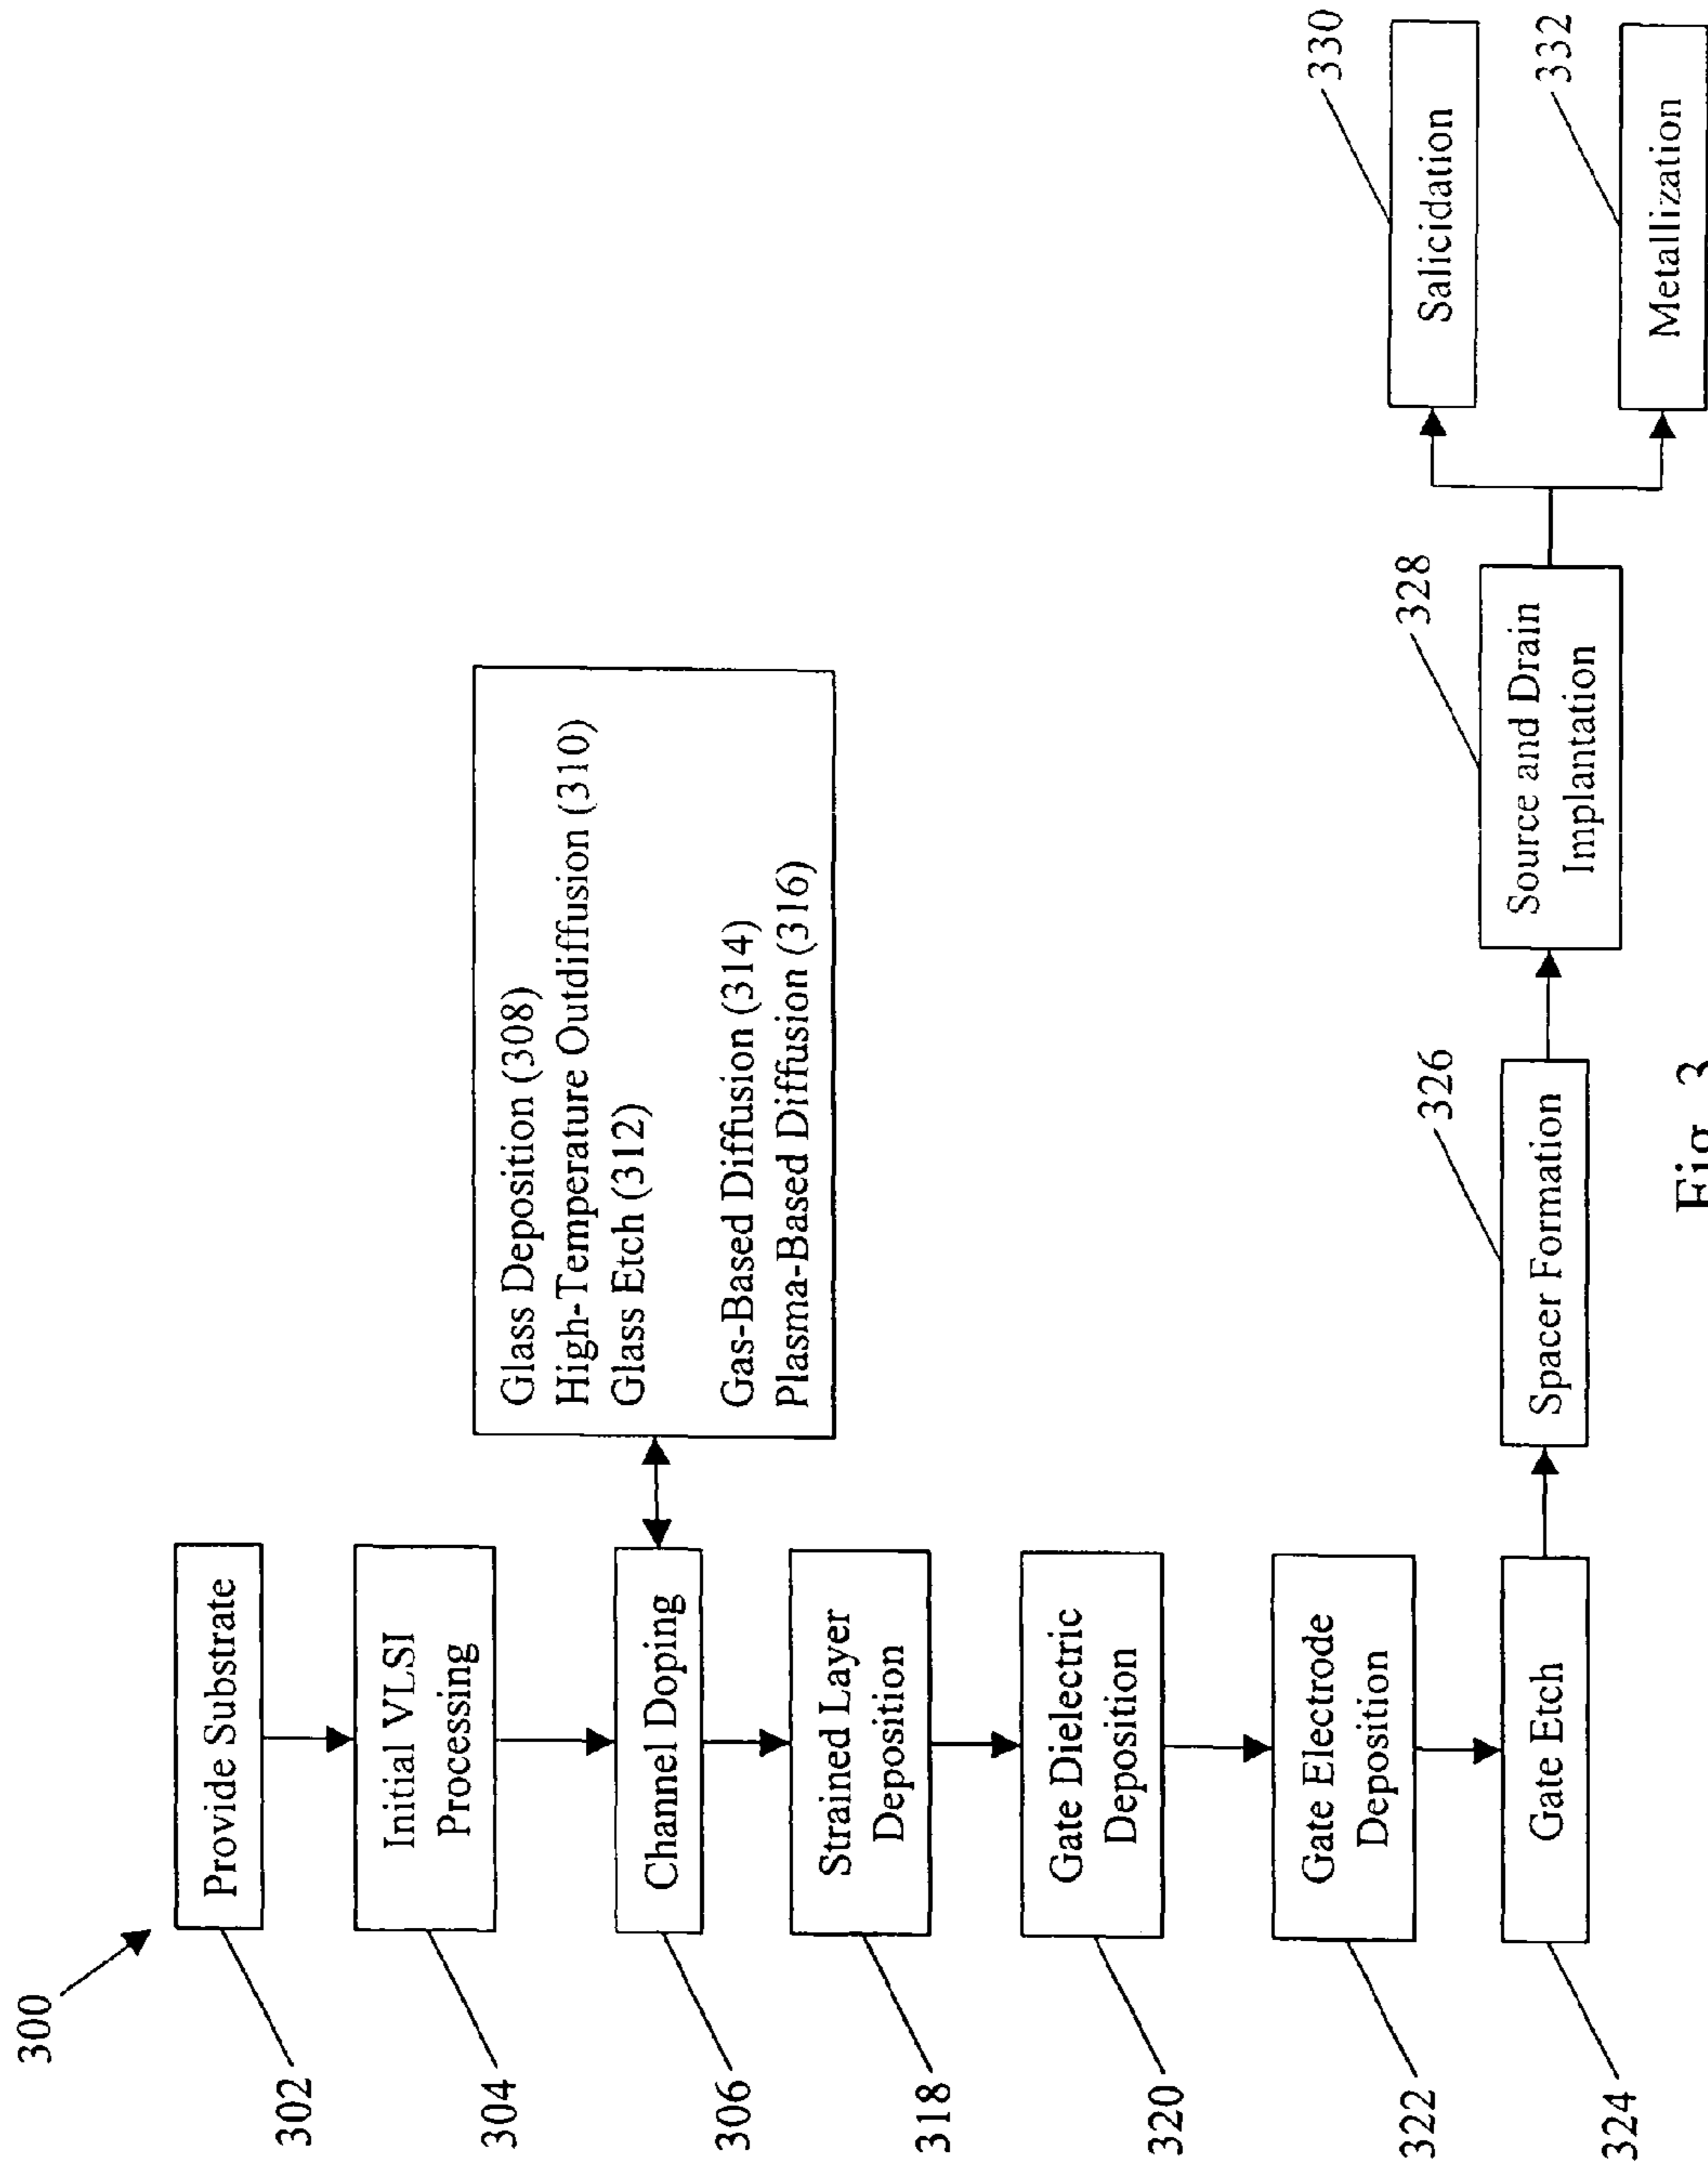 300
302
Provide Substrate
304
Initial VLSI
Processing
306
Channel Doping
Glass Deposition (308)
High-Temperature Outdiffusion (310)
Glass Etch (312)
Gas-Based Diffusion (314)
Plasma-Based Diffusion (316)
318
Strained Layer
Deposition
320
Gate Dielectric
Deposition
322
Gate Electrode
Deposition
324
Gate Etch
326
Spacer Formation
328
Source and Drain
Implantation
330
Salicidation
332
Metallization
Fig. 3